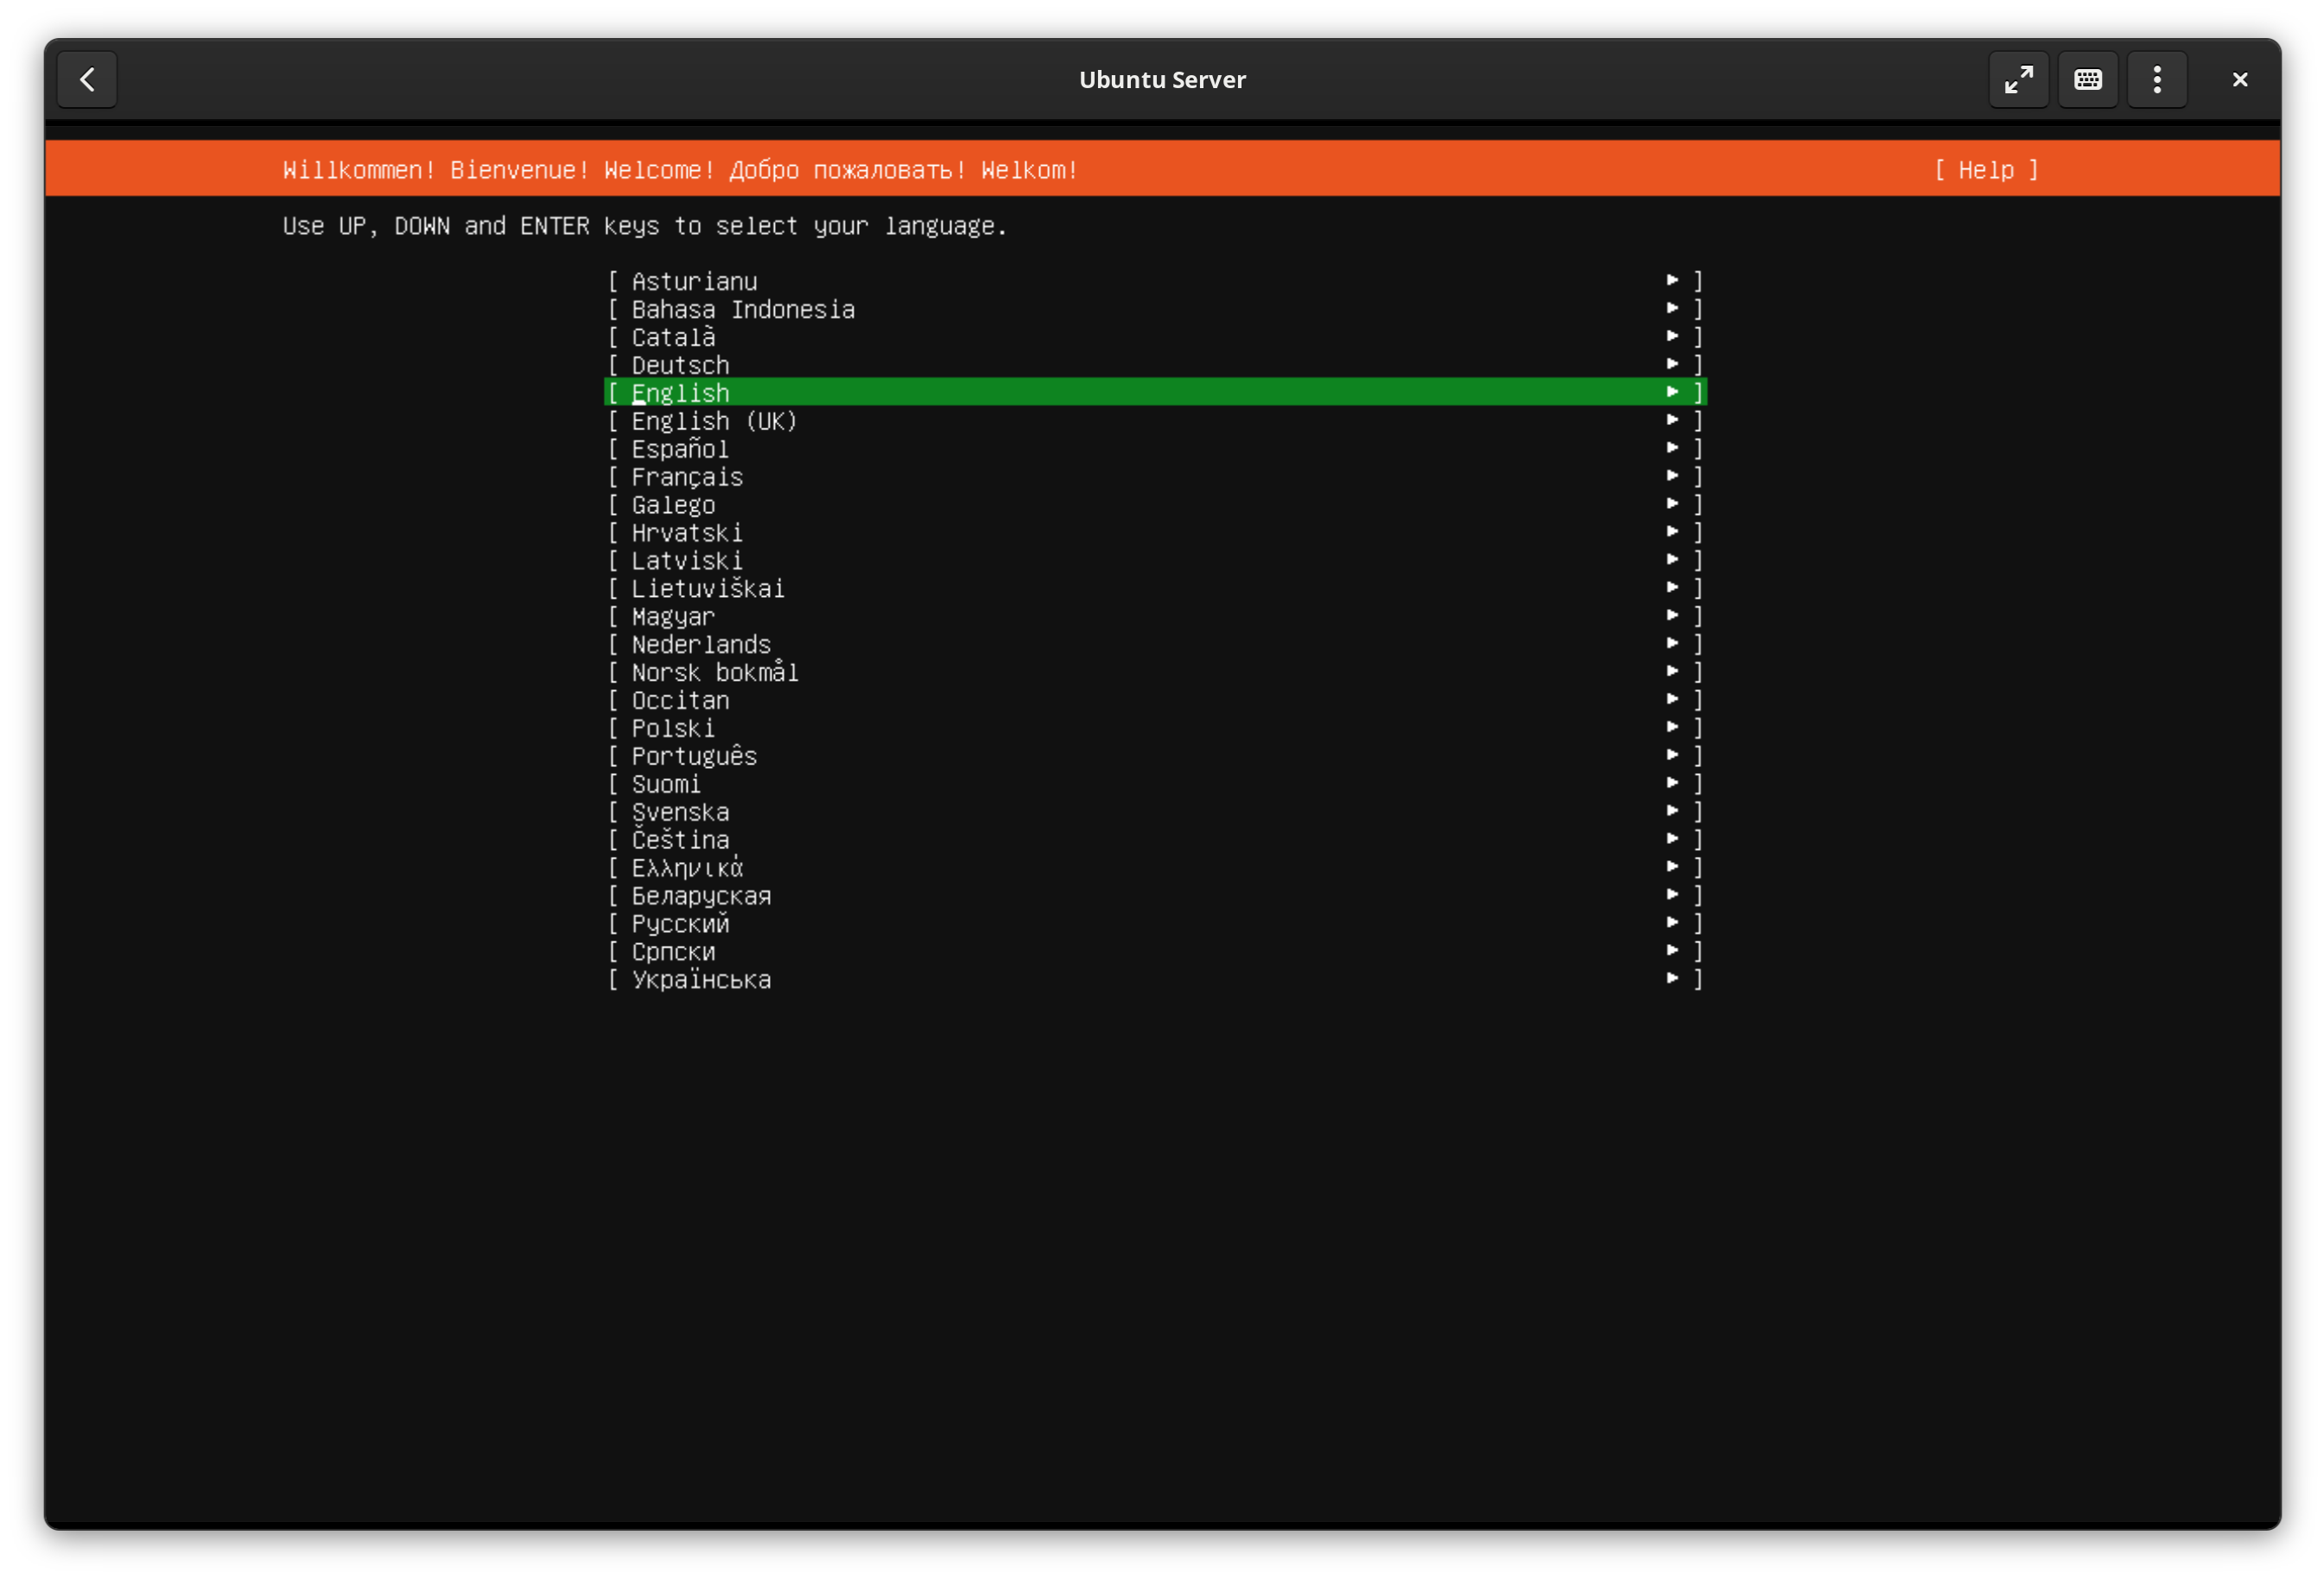 Ubuntu Server
Willkommen! Bienvenue! Welcome! Добро пожаловать! Welkom! [ Help ]
Use UP, DOWN and ENTER keys to select your language.
[ Asturianu ► ]
[ Bahasa Indonesia ► ]
[ Català ► ]
[ Deutsch ► ]
[ English ► ]
[ English (UK) ► ]
[ Español ► ]
[ Français ► ]
[ Galego ► ]
[ Hrvatski ► ]
[ Latviski ► ]
[ Lietuviškai ► ]
[ Magyar ► ]
[ Nederlands ► ]
[ Norsk bokmål ► ]
[ Occitan ► ]
[ Polski ► ]
[ Português ► ]
[ Suomi ► ]
[ Svenska ► ]
[ Čeština ► ]
[ Ελληνικά ► ]
[ Беларуская ► ]
[ Русский ► ]
[ Српски ► ]
[ Українська ► ]